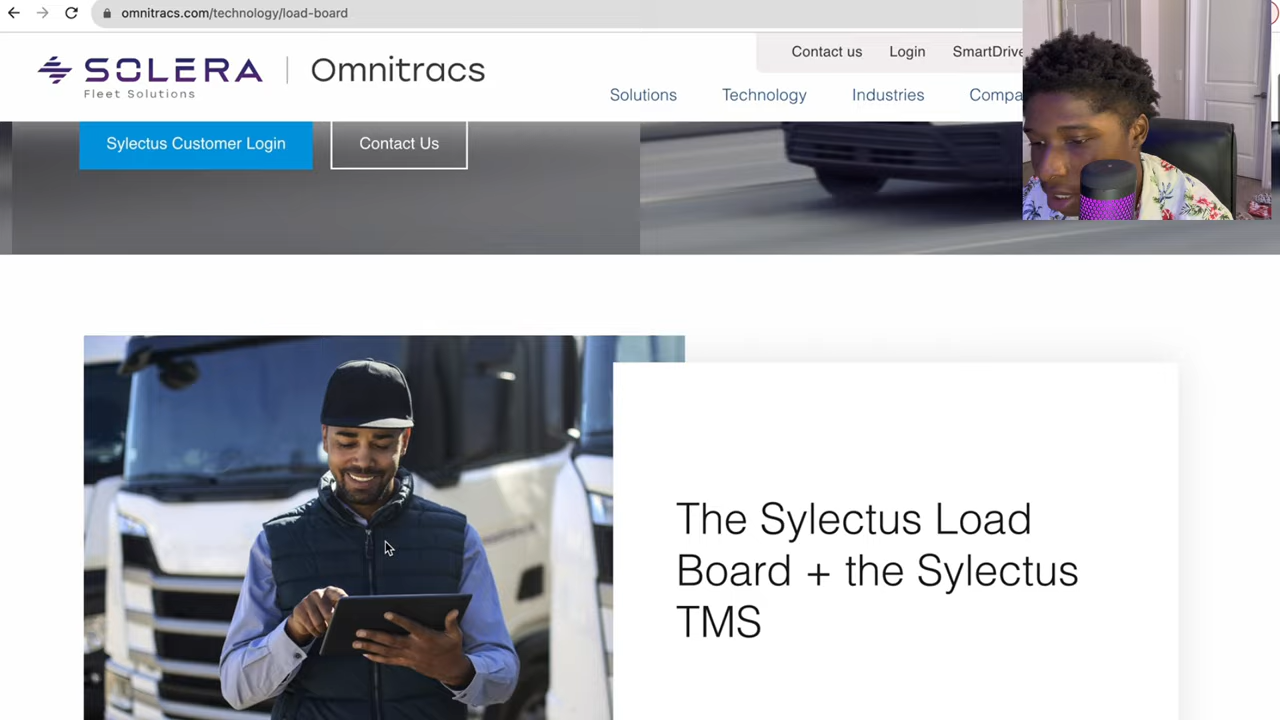 omnitracs.com/technology/load-board
Contact us Login SmartDrive
SOLERA Omnitracs
Fleet Solutions
Solutions Technology Industries Compa
Sylectus Customer Login Contact Us
The Sylectus Load
Board + the Sylectus
TMS